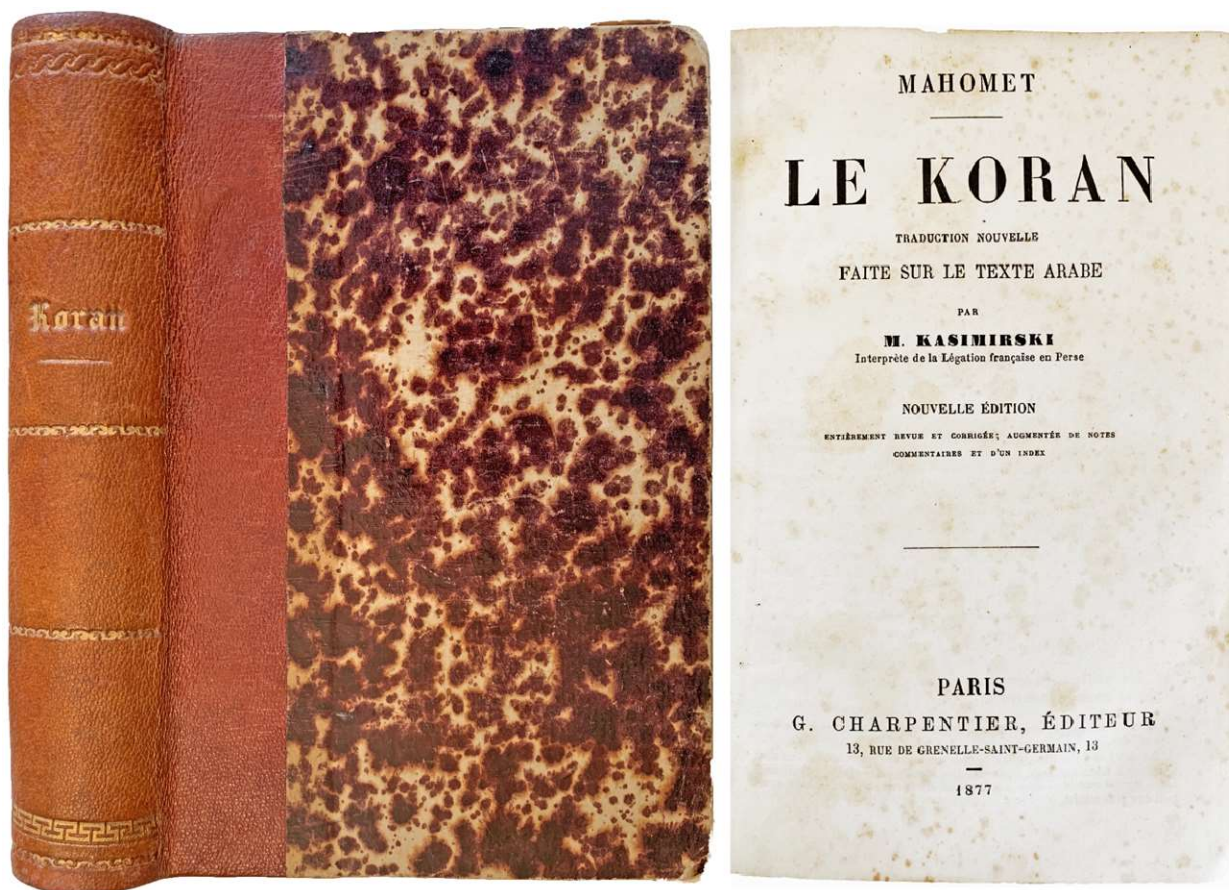 Koran
MAHOMET
LE KORAN
TRADUCTION NOUVELLE
FAITE SUR LE TEXTE ARABE
PAR
M. KASIMIRSKI
Interprète de la Légation française en Perse
NOUVELLE ÉDITION
ENTIÈREMENT REVUE ET CORRIGÉE; AUGMENTÉE DE NOTES
COMMENTAIRES ET D'UN INDEX
PARIS
G. CHARPENTIER, ÉDITEUR
13, RUE DE GRENELLE-SAINT-GERMAIN, 13
1877